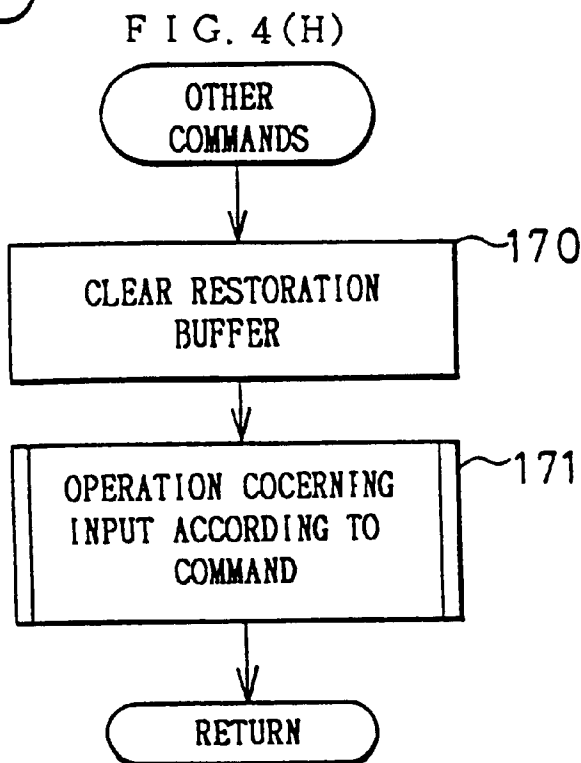 F I G. 4(H)
OTHER
COMMANDS
170
CLEAR RESTORATION
BUFFER
171
OPERATION COCERNING
INPUT ACCORDING TO
COMMAND
RETURN